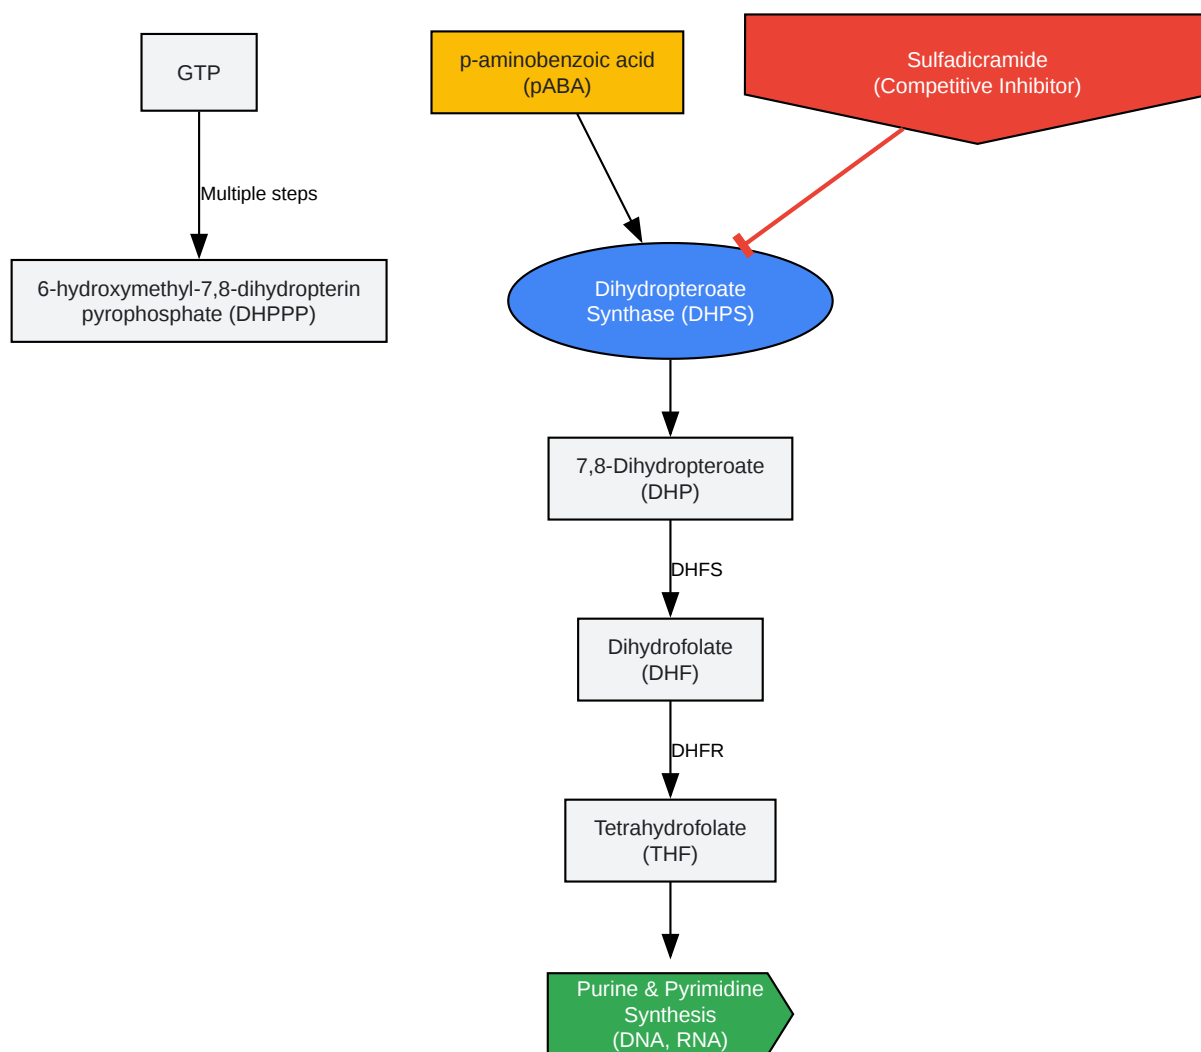 GTP
p-aminobenzoic acid
(pABA)
Sulfadicramide
(Competitive Inhibitor)
Multiple steps
6-hydroxymethyl-7,8-dihydropterin
pyrophosphate (DHPPP)
Dihydropteroate
Synthase (DHPS)
7,8-Dihydropteroate
(DHP)
DHFS
Dihydrofolate
(DHF)
DHFR
Tetrahydrofolate
(THF)
Purine & Pyrimidine
Synthesis
(DNA, RNA)